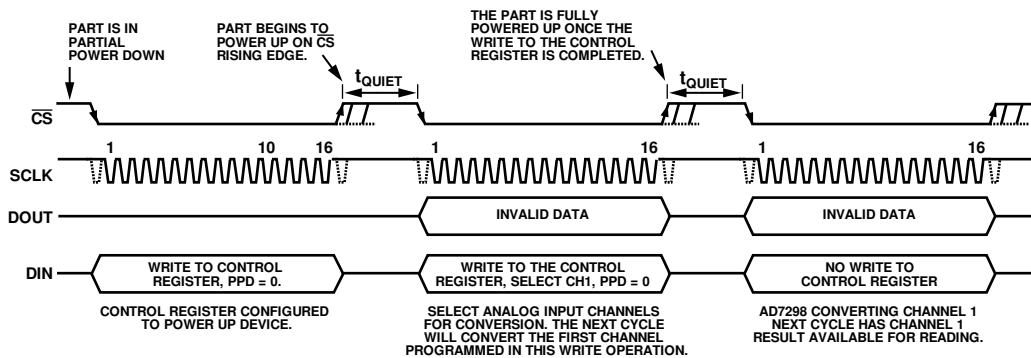 PART IS IN
PARTIAL
POWER DOWN
PART BEGINS TO
POWER UP ON CS
RISING EDGE.
THE PART IS FULLY
POWERED UP ONCE THE
WRITE TO THE CONTROL
REGISTER IS COMPLETED.
tQUIET
tQUIET
CS
1 10 16 1 16 1 16
SCLK
DOUT
INVALID DATA
INVALID DATA
DIN
WRITE TO CONTROL
REGISTER, PPD = 0.
WRITE TO THE CONTROL
REGISTER, SELECT CH1, PPD = 0
NO WRITE TO
CONTROL REGISTER
CONTROL REGISTER CONFIGURED
TO POWER UP DEVICE.
SELECT ANALOG INPUT CHANNELS
FOR CONVERSION. THE NEXT CYCLE
WILL CONVERT THE FIRST CHANNEL
PROGRAMMED IN THIS WRITE OPERATION.
AD7298 CONVERTING CHANNEL 1
NEXT CYCLE HAS CHANNEL 1
RESULT AVAILABLE FOR READING.